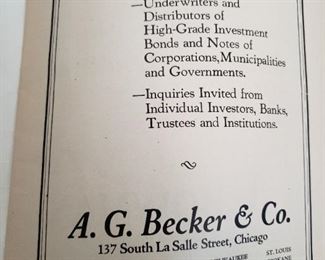 —Underwriters and
Distributors of
High-Grade Investment
Bonds and Notes of
Corporations, Municipalities
and Governments.
—Inquiries Invited from
Individual Investors, Banks,
Trustees and Institutions.
A. G. Becker & Co.
137 South La Salle Street, Chicago
ST. LOUIS